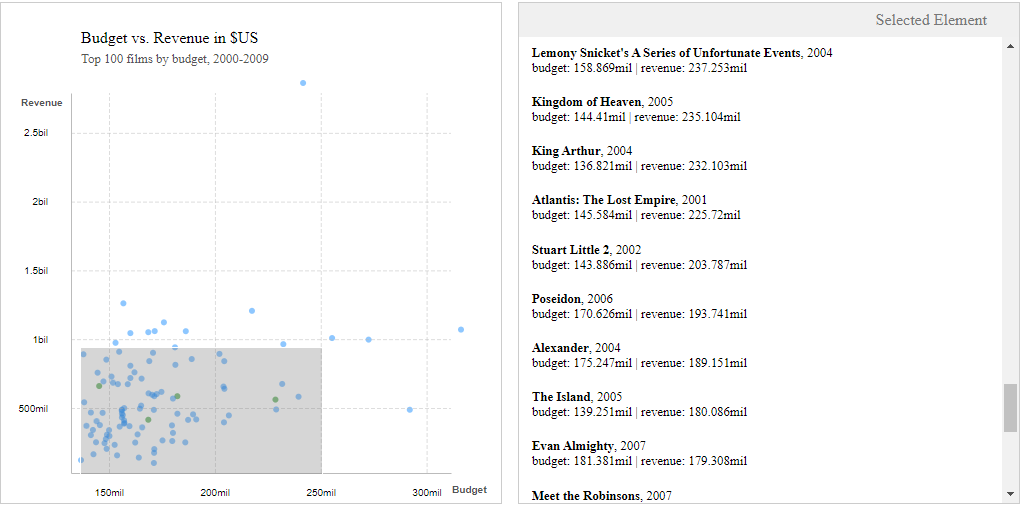 Budget vs. Revenue in $US
Top 100 films by budget, 2000-2009
Revenue
2.5bil
2bil
1.5bil
1bil
500mil
150mil
200mil
250mil
300mil
Budget
Selected Element
Lemony Snicket's A Series of Unfortunate Events, 2004
budget: 158.869mil | revenue: 237.253mil
Kingdom of Heaven, 2005
budget: 144.41mil | revenue: 235.104mil
King Arthur, 2004
budget: 136.821mil | revenue: 232.103mil
Atlantis: The Lost Empire, 2001
budget: 145.584mil | revenue: 225.72mil
Stuart Little 2, 2002
budget: 143.886mil | revenue: 203.787mil
Poseidon, 2006
budget: 170.626mil | revenue: 193.741mil
Alexander, 2004
budget: 175.247mil | revenue: 189.151mil
The Island, 2005
budget: 139.251mil | revenue: 180.086mil
Evan Almighty, 2007
budget: 181.381mil | revenue: 179.308mil
Meet the Robinsons, 2007